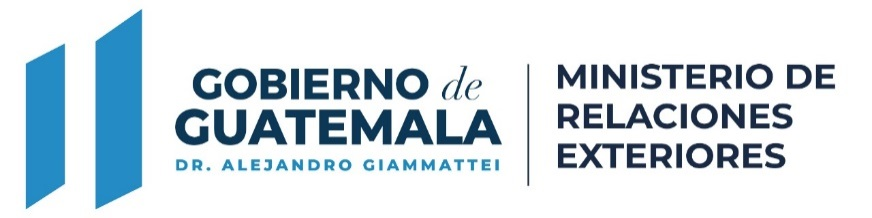 GOBIERNO de
GUATEMALA
DR. ALEJANDRO GIAMMATTEI
MINISTERIO DE
RELACIONES
EXTERIORES